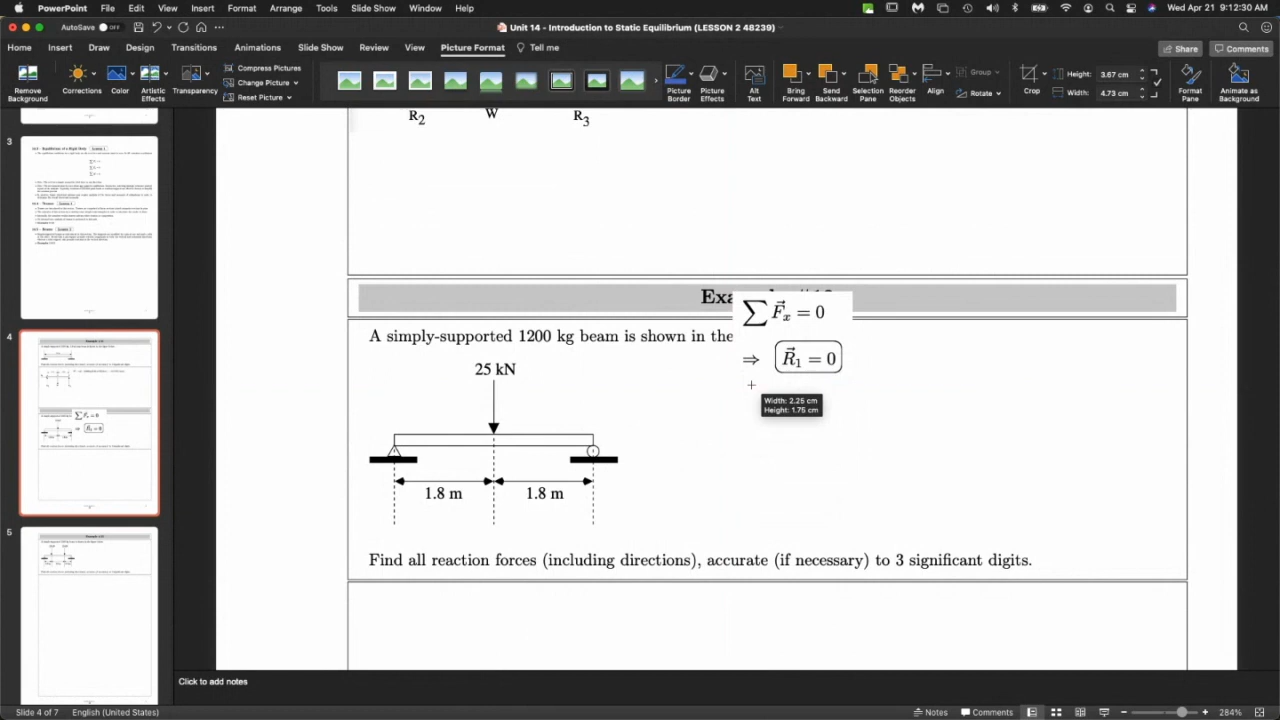 PowerPoint File Edit View Insert Format Arrange Tools Slide Show Window Help Wed Apr 21 9:12:30 AM
AutoSave OFF Unit 14 - Introduction to Static Equilibrium (LESSON 2 48239)
Home Insert Draw Design Transitions Animations Slide Show Review View Picture Format Tell me Share Comments
Remove Background Corrections Color Artistic Effects Transparency Compress Pictures Change Picture Reset Picture Picture Border Picture Effects Alt Text Bring Forward Send Backward Selection Pane Reorder Objects Align Group Rotate Crop Height: 3.67 cm Width: 4.73 cm Format Pane Animate as Background
R₂ W R₃
3
4
5
A simply-supported 1200 kg beam is shown in the
∑ F⃗ₓ = 0
⇒ R⃗₁ = 0
Width: 2.25 cm
Height: 1.75 cm
25 kN
1.8 m 1.8 m
Find all reaction forces (including directions), accurate (if necessary) to 3 significant digits.
Click to add notes
Slide 4 of 7 English (United States) Notes Comments 284%